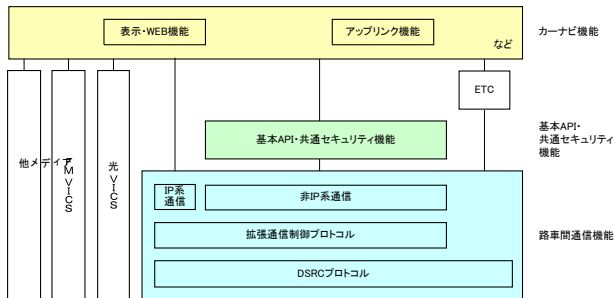 表示・WEB機能
アップリンク機能
など
カーナビ機能
ETC
他メディア
FMVICS
光VICS
基本API・共通セキュリティ機能
基本API・
共通セキュリティ
機能
IP系
通信
非IP系通信
拡張通信制御プロトコル
路車間通信機能
DSRCプロトコル